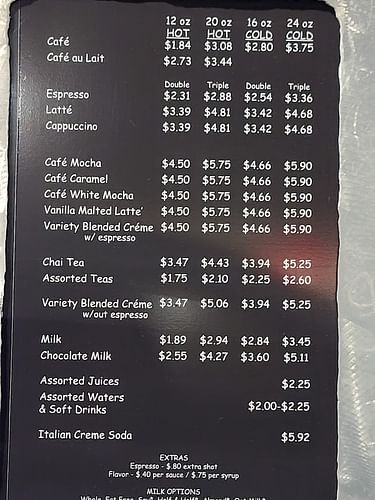 12 oz 20 oz 16 oz 24 oz
HOT HOT COLD COLD
Café $1.84 $3.08 $2.80 $3.75
Café au Lait $2.73 $3.44
Double Triple Double Triple
Espresso $2.31 $2.88 $2.54 $3.36
Latté $3.39 $4.81 $3.42 $4.68
Cappuccino $3.39 $4.81 $3.42 $4.68
Café Mocha $4.50 $5.75 $4.66 $5.90
Café Caramel $4.50 $5.75 $4.66 $5.90
Café White Mocha $4.50 $5.75 $4.66 $5.90
Vanilla Malted Latte' $4.50 $5.75 $4.66 $5.90
Variety Blended Créme $4.50 $5.75 $4.66 $5.90
w/ espresso
Chai Tea $3.47 $4.43 $3.94 $5.25
Assorted Teas $1.75 $2.10 $2.25 $2.60
Variety Blended Créme $3.47 $5.06 $3.94 $5.25
w/out espresso
Milk $1.89 $2.94 $2.84 $3.45
Chocolate Milk $2.55 $4.27 $3.60 $5.11
Assorted Juices $2.25
Assorted Waters
& Soft Drinks $2.00-$2.25
Italian Creme Soda $5.92
EXTRAS
Espresso - $.80 extra shot
Flavor - $.40 per sauce / $.75 per syrup
MILK OPTIONS